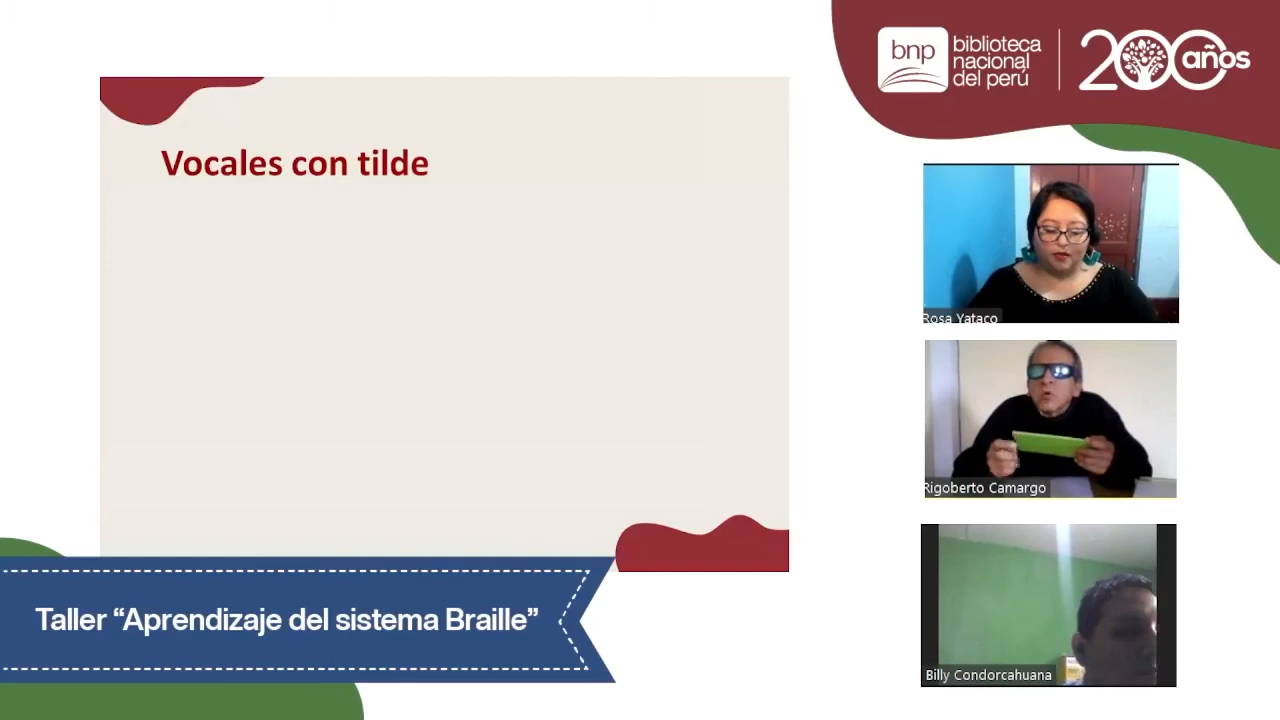 bnp
biblioteca
nacional
del perú
200 años
Vocales con tilde
Rosa Yataco
Rigoberto Camargo
Billy Condorcahuana
Taller “Aprendizaje del sistema Braille”